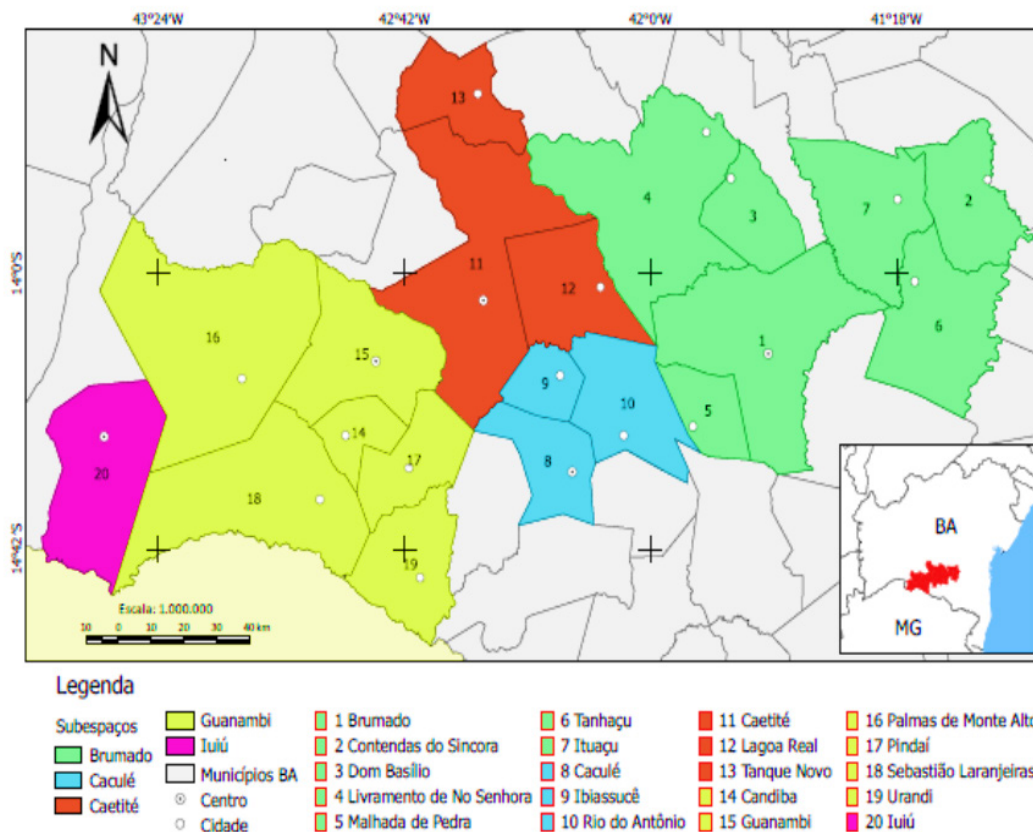 43°24'O 42°42'O 42°0'O 41°18'O
N
13
4
3
7
2
14°0'S
11
12
16
15
1
6
9
10
5
14
17
8
20
18
14°42'S
19
Escala: 1.000.000
10 0 10 20 30 40 km
BA
MG
Legenda
Subespaços
Brumado
Caculé
Caetité
Guanambi
Iuiú
Municípios BA
Centro
Cidade
1 Brumado
2 Contendas do Sincora
3 Dom Basílio
4 Livramento de No Senhora
5 Malhada de Pedra
6 Tanhaçu
7 Ituaçu
8 Caculé
9 Ibiassucê
10 Rio do Antônio
11 Caetité
12 Lagoa Real
13 Tanque Novo
14 Candiba
15 Guanambi
16 Palmas de Monte Alto
17 Pindaí
18 Sebastião Laranjeiras
19 Urandi
20 Iuiú